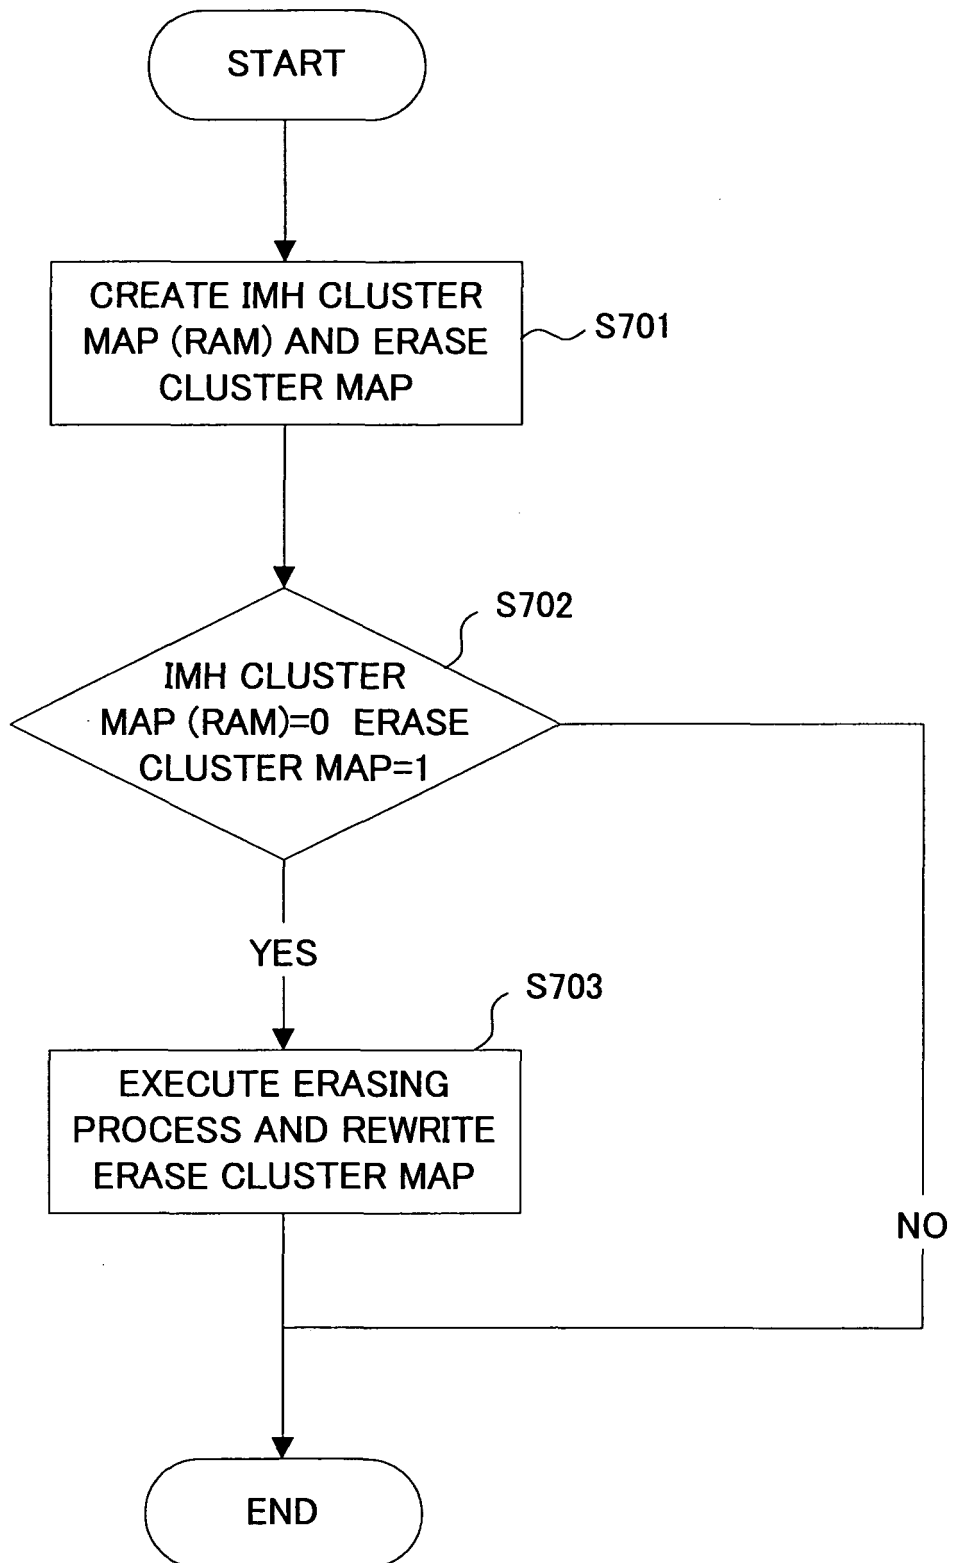 START
CREATE IMH CLUSTER
MAP (RAM) AND ERASE
CLUSTER MAP
S701
S702
IMH CLUSTER
MAP (RAM)=0 ERASE
CLUSTER MAP=1
YES
S703
EXECUTE ERASING
PROCESS AND REWRITE
ERASE CLUSTER MAP
NO
END